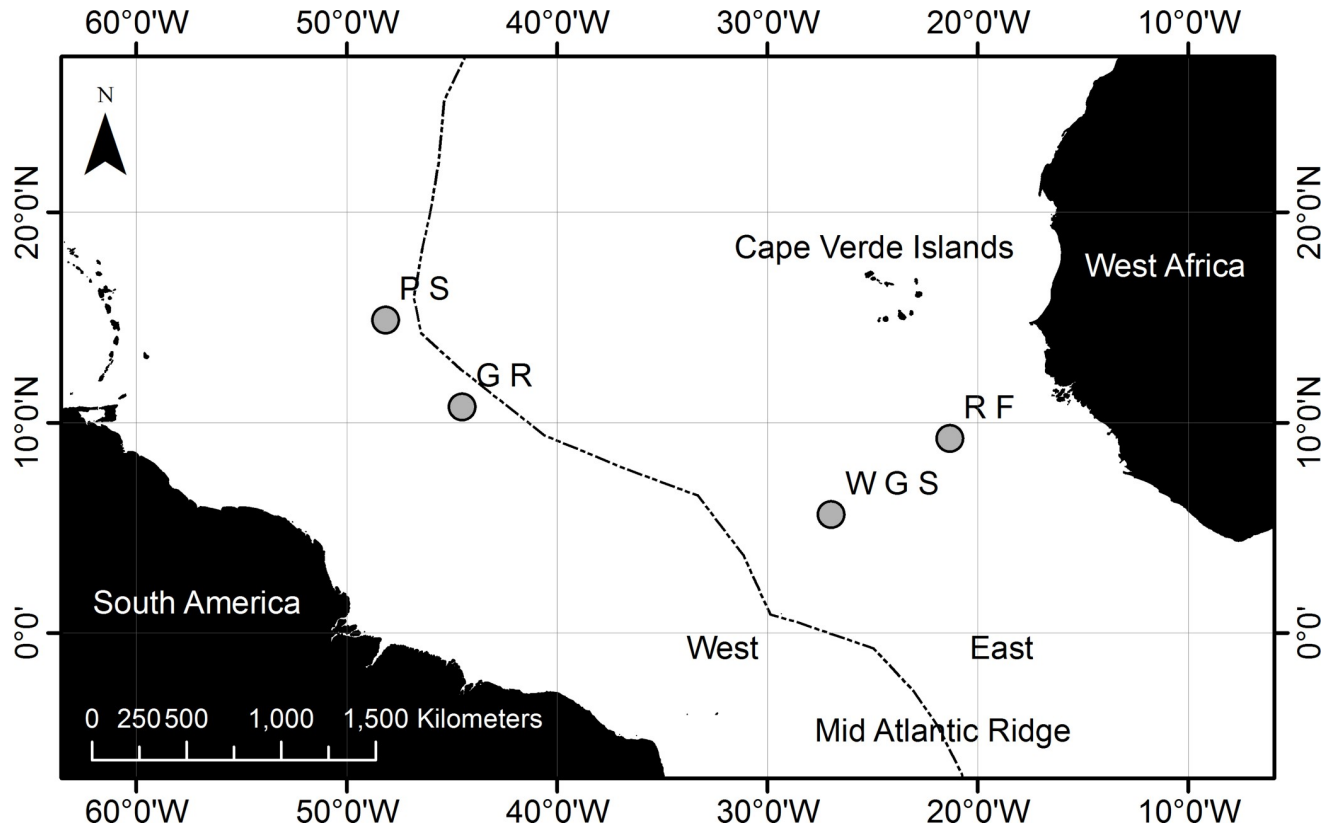 60°0'W 50°0'W 40°0'W 30°0'W 20°0'W 10°0'W
N
20°0'N
20°0'N
Cape Verde Islands
West Africa
P S
G R
10°0'N
R F
10°0'N
W G S
South America
0°0'
West
East
0°0'
0 250 500 1,000 1,500 Kilometers
Mid Atlantic Ridge
60°0'W 50°0'W 40°0'W 30°0'W 20°0'W 10°0'W